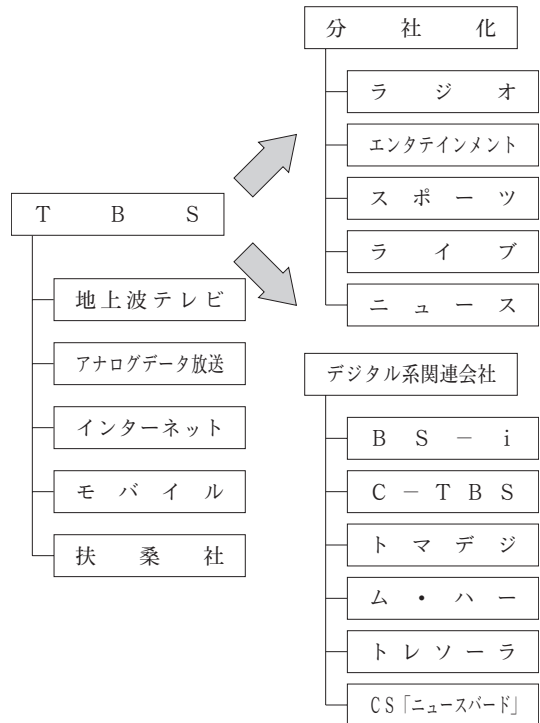 TBS
地上波テレビ
アナログデータ放送
インターネット
モバイル
扶桑社
分社化
ラジオ
エンタテインメント
スポーツ
ライブ
ニュース
デジタル系関連会社
BS－i
C－TBS
トマデジ
ム・ハー
トレソーラ
CS「ニュースバード」